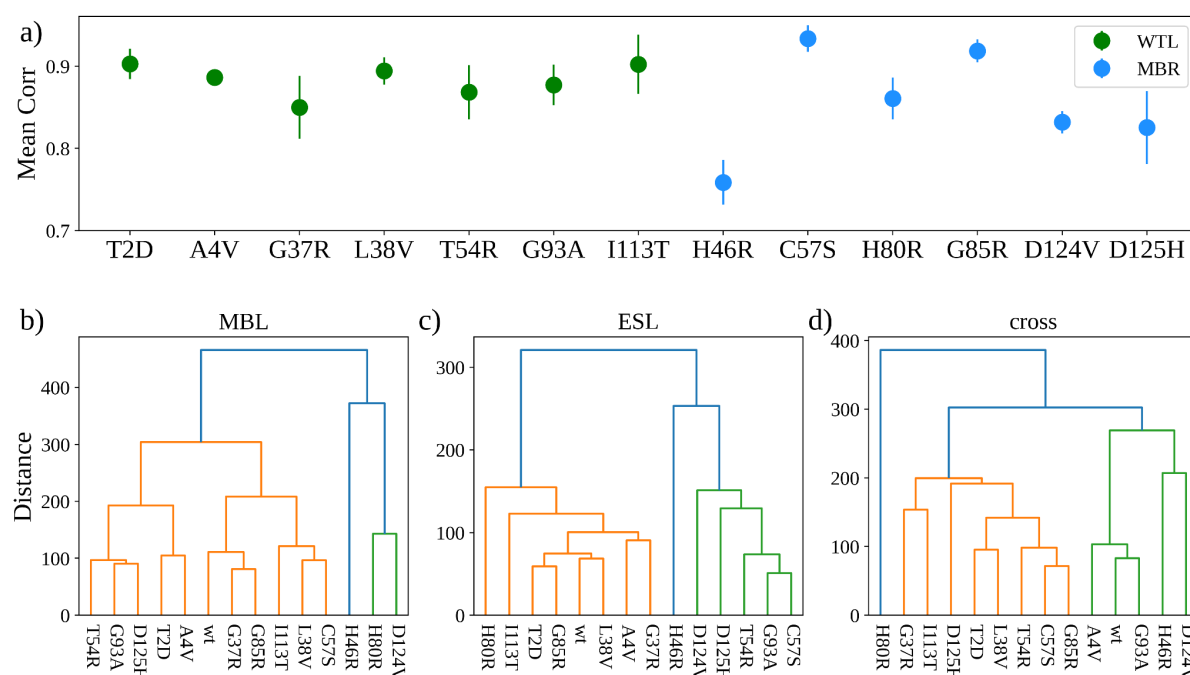 a)
Mean Corr
0.9
0.8
0.7
WTL
MBR
T2D A4V G37R L38V T54R G93A I113T H46R C57S H80R G85R D124V D125H
b)
MBL
Distance
400
300
200
100
0
T54R G93A D125H T2D A4V wt G37R G85R I113T L38V C57S H46R H80R D124V
c)
ESL
300
200
100
0
H80R I113T T2D G85R wt L38V A4V G37R H46R D124V D125H T54R G93A C57S
d)
cross
400
300
200
100
0
H80R G37R I113T D125H T2D L38V T54R C57S G85R A4V wt G93A H46R D124V